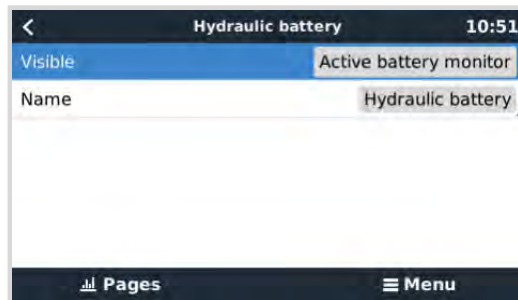 Hydraulic battery 10:51
Visible Active battery monitor
Name Hydraulic battery
Pages Menu